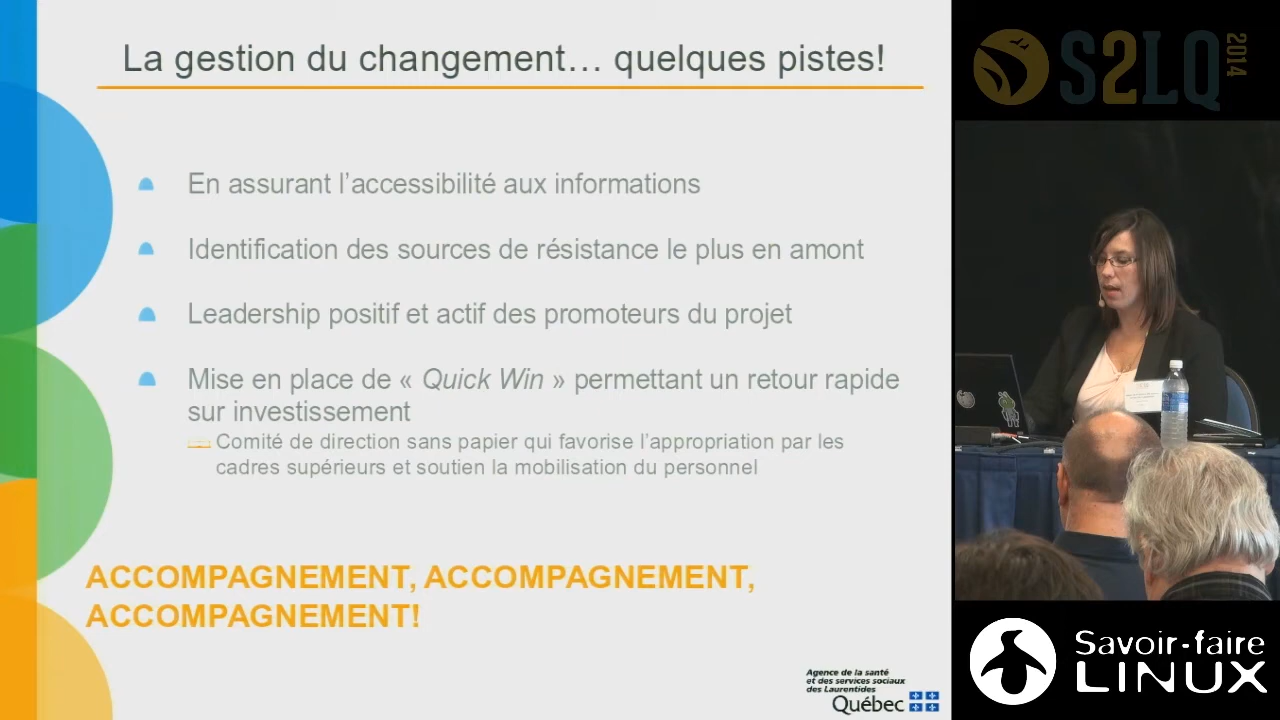 La gestion du changement… quelques pistes!
En assurant l’accessibilité aux informations
Identification des sources de résistance le plus en amont
Leadership positif et actif des promoteurs du projet
Mise en place de « Quick Win » permettant un retour rapide
sur investissement
Comité de direction sans papier qui favorise l’appropriation par les
cadres supérieurs et soutien la mobilisation du personnel
ACCOMPAGNEMENT, ACCOMPAGNEMENT,
ACCOMPAGNEMENT!
Agence de la santé
et des services sociaux
des Laurentides
Québec
S2LQ
2014
Savoir-faire
LINUX